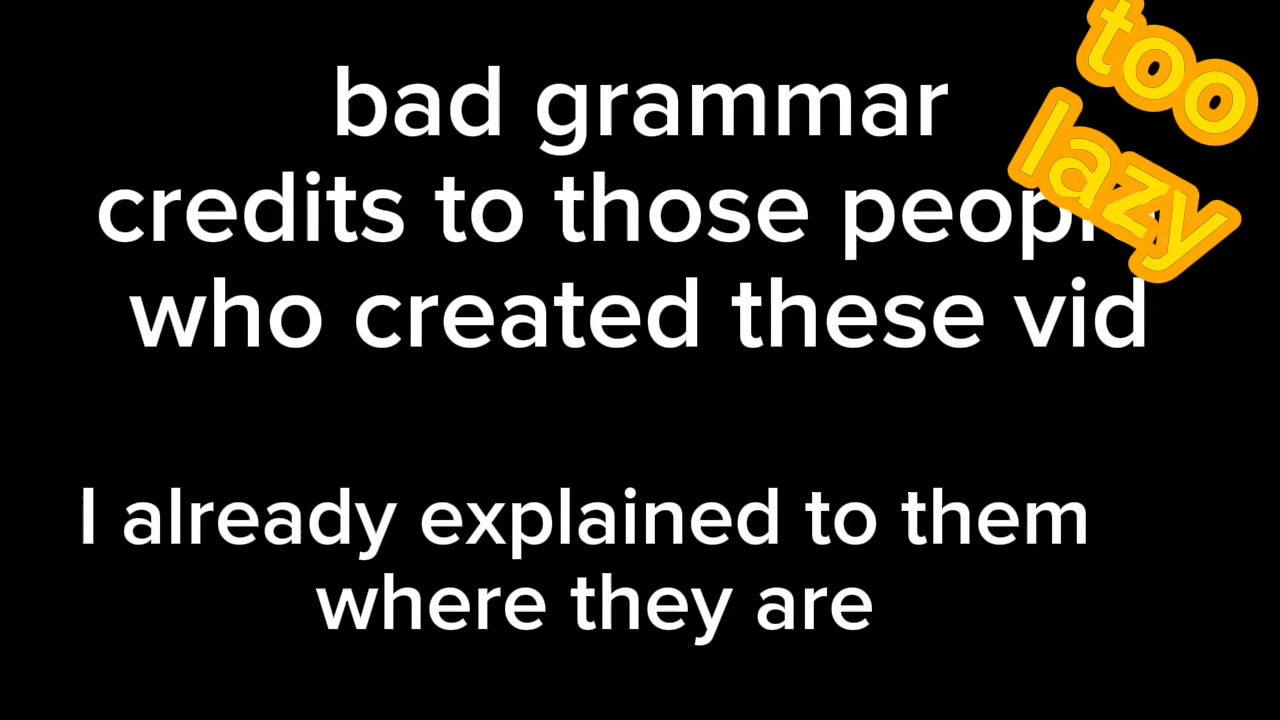 bad grammar
credits to those people
who created these vid
I already explained to them
where they are
too
lazy